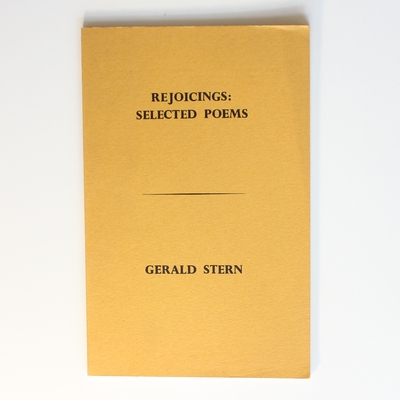 REJOICINGS:
SELECTED POEMS
GERALD STERN